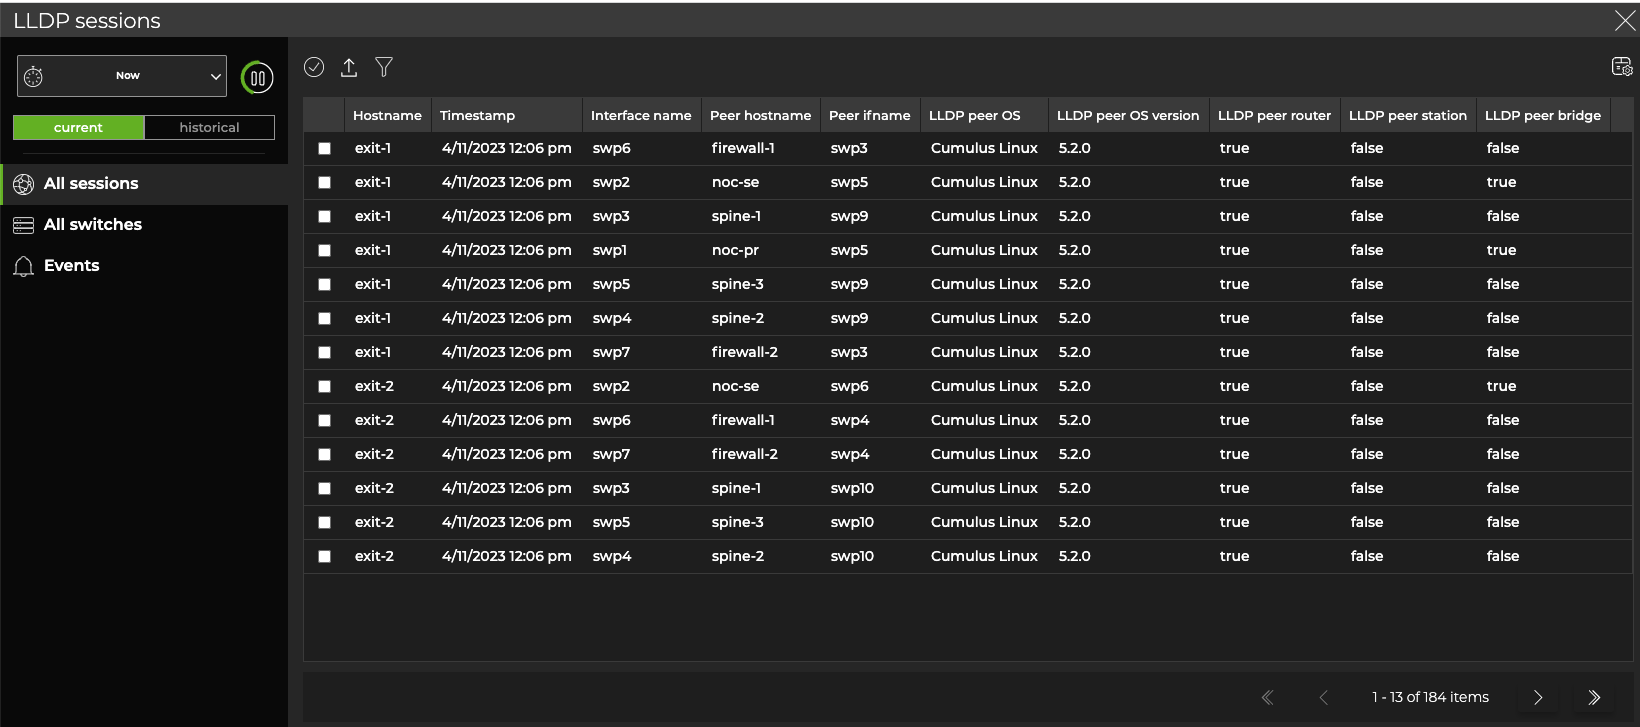 LLDP sessions
Now
current historical
All sessions
All switches
Events
Hostname Timestamp Interface name Peer hostname Peer ifname LLDP peer OS LLDP peer OS version LLDP peer router LLDP peer station LLDP peer bridge
exit-1 4/11/2023 12:06 pm swp6 firewall-1 swp3 Cumulus Linux 5.2.0 true false false
exit-1 4/11/2023 12:06 pm swp2 noc-se swp5 Cumulus Linux 5.2.0 true false true
exit-1 4/11/2023 12:06 pm swp3 spine-1 swp9 Cumulus Linux 5.2.0 true false false
exit-1 4/11/2023 12:06 pm swp1 noc-pr swp5 Cumulus Linux 5.2.0 true false true
exit-1 4/11/2023 12:06 pm swp5 spine-3 swp9 Cumulus Linux 5.2.0 true false false
exit-1 4/11/2023 12:06 pm swp4 spine-2 swp9 Cumulus Linux 5.2.0 true false false
exit-1 4/11/2023 12:06 pm swp7 firewall-2 swp3 Cumulus Linux 5.2.0 true false false
exit-2 4/11/2023 12:06 pm swp2 noc-se swp6 Cumulus Linux 5.2.0 true false true
exit-2 4/11/2023 12:06 pm swp6 firewall-1 swp4 Cumulus Linux 5.2.0 true false false
exit-2 4/11/2023 12:06 pm swp7 firewall-2 swp4 Cumulus Linux 5.2.0 true false false
exit-2 4/11/2023 12:06 pm swp3 spine-1 swp10 Cumulus Linux 5.2.0 true false false
exit-2 4/11/2023 12:06 pm swp5 spine-3 swp10 Cumulus Linux 5.2.0 true false false
exit-2 4/11/2023 12:06 pm swp4 spine-2 swp10 Cumulus Linux 5.2.0 true false false
1 - 13 of 184 items